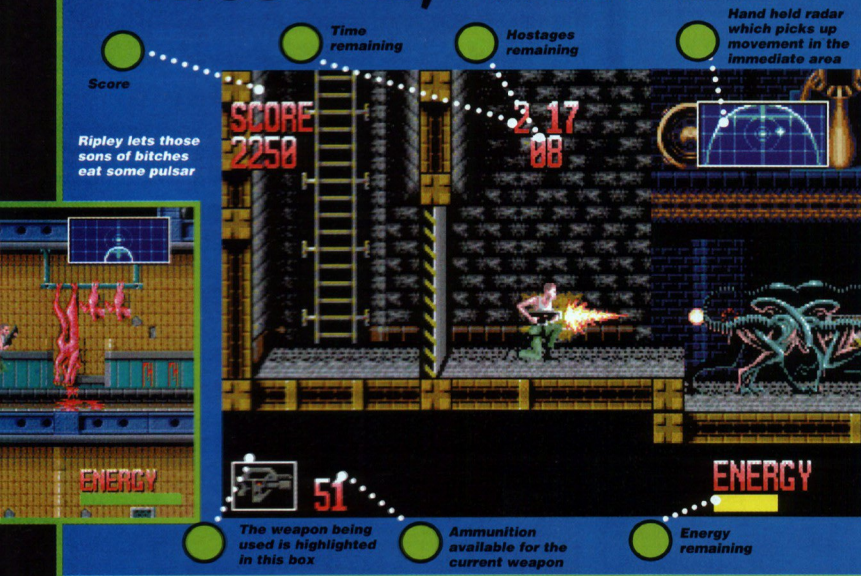 Score
Time
remaining
Hostages
remaining
Hand held radar
which picks up
movement in the
immediate area
Ripley lets those
sons of bitches
eat some pulsar
SCORE
2250
2 17
08
ENERGY
51
ENERGY
The weapon being
used is highlighted
in this box
Ammunition
available for the
current weapon
Energy
remaining